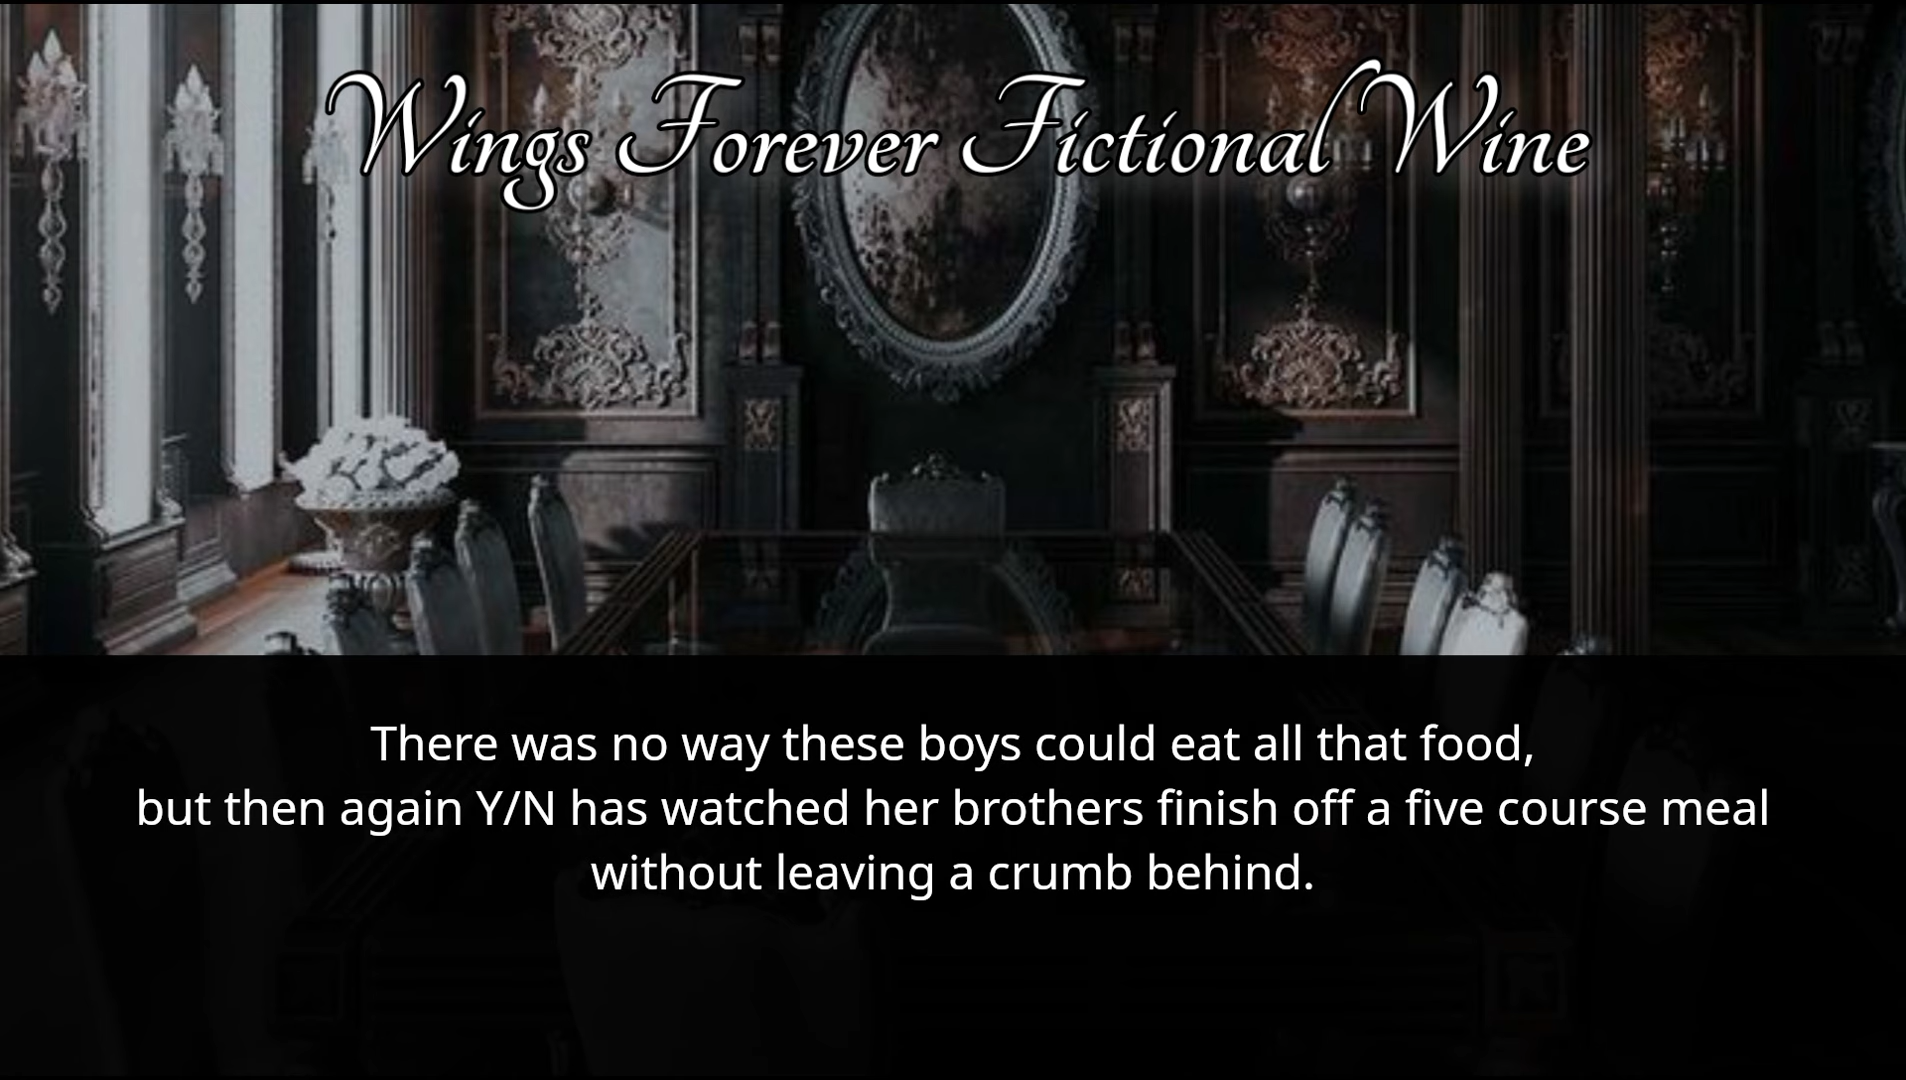 Wings Forever Fictional Wine
There was no way these boys could eat all that food,
but then again Y/N has watched her brothers finish off a five course meal
without leaving a crumb behind.